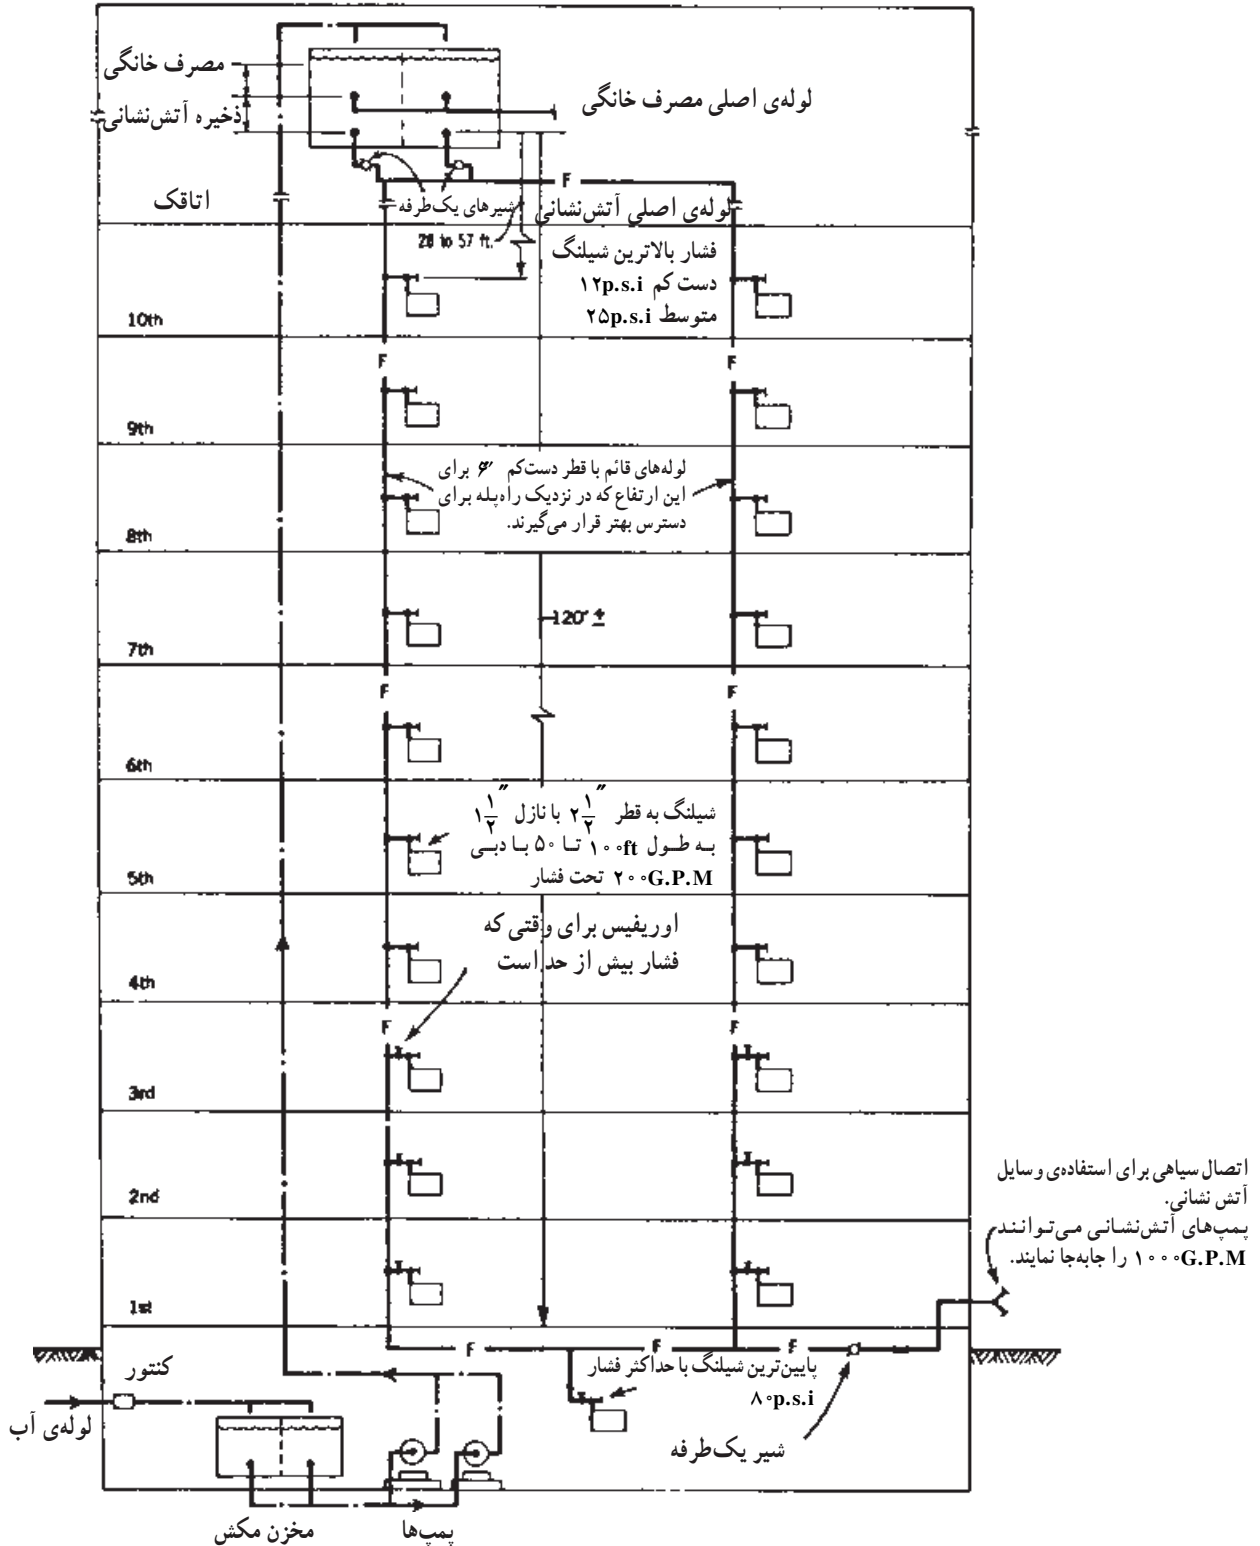 مصرف خانگی
ذخیره آتش‌نشانی
لوله‌ی اصلی مصرف خانگی
F
اتاقک
شیرهای یک‌طرفه
لوله‌ی اصلی آتش‌نشانی
28 to 57 ft.
فشار بالاترین شیلنگ
دست کم ۱۲p.s.i
متوسط ۲۵p.s.i
10th
F
F
9th
لوله‌های قائم با قطر دست‌کم ۶″ برای
این ارتفاع که در نزدیک راه‌پله برای
دسترس بهتر قرار می‌گیرند.
8th
120' ±
7th
F
F
6th
شیلنگ به قطر ۲ ۱/۲″ با نازل ۱ ۱/۲″
به طول ۱۰۰ft تا ۵۰ با دبی
۲۰۰G.P.M تحت فشار
5th
اوریفیس برای وقتی که
فشار بیش از حد است
4th
F
F
3rd
2nd
اتصال سیاهی برای استفاده‌ی وسایل
آتش نشانی.
پمپ‌های آتش‌نشانی می‌توانند
۱۰۰۰G.P.M را جابه‌جا نمایند.
1st
F
F
F
کنتور
لوله‌ی آب
پایین‌ترین شیلنگ با حداکثر فشار
۸۰p.s.i
شیر یک‌طرفه
مخزن مکش
پمپ‌ها